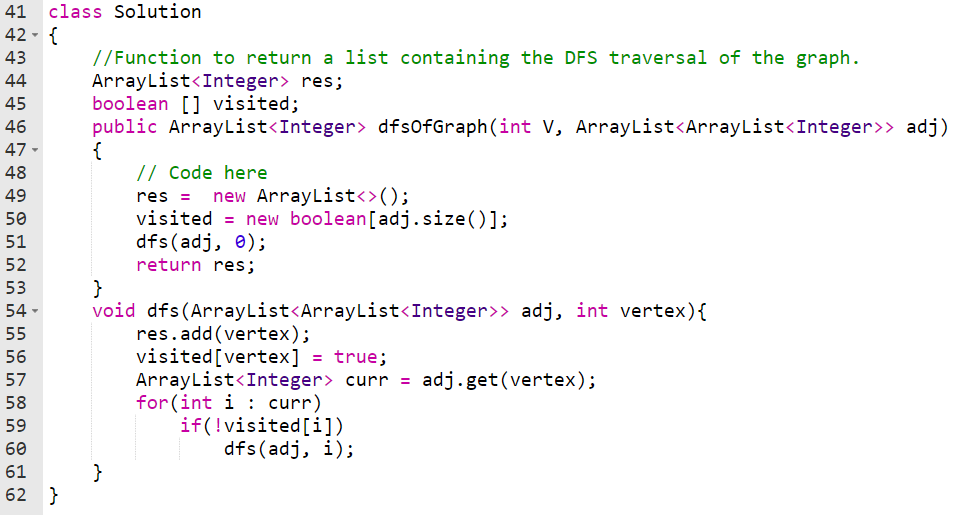 41 class Solution
42 {
43     //Function to return a list containing the DFS traversal of the graph.
44     ArrayList<Integer> res;
45     boolean [] visited;
46     public ArrayList<Integer> dfsOfGraph(int V, ArrayList<ArrayList<Integer>> adj)
47     {
48         // Code here
49         res =  new ArrayList<>();
50         visited = new boolean[adj.size()];
51         dfs(adj, 0);
52         return res;
53     }
54     void dfs(ArrayList<ArrayList<Integer>> adj, int vertex){
55         res.add(vertex);
56         visited[vertex] = true;
57         ArrayList<Integer> curr = adj.get(vertex);
58         for(int i : curr)
59             if(!visited[i])
60                 dfs(adj, i);
61     }
62 }